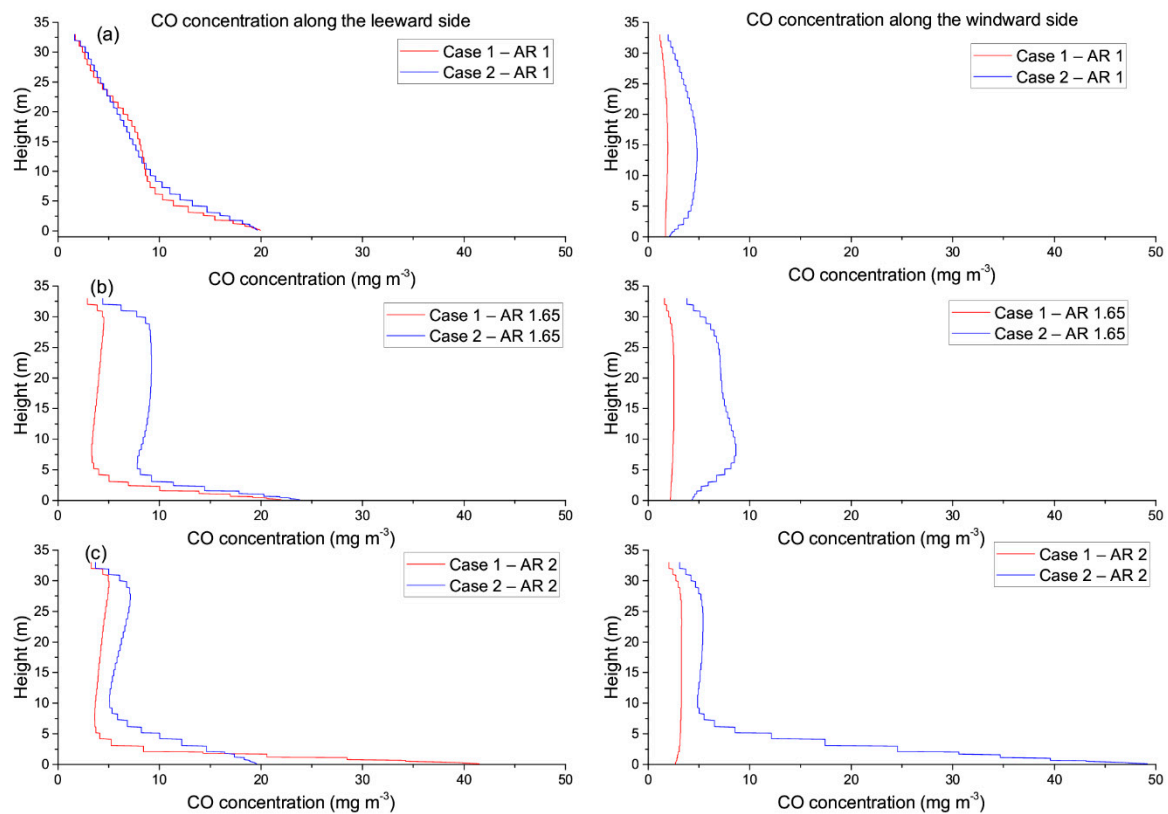 CO concentration along the leeward side
CO concentration along the windward side
(a)
Case 1 – AR 1
Case 2 – AR 1
Height (m)
35
30
25
20
15
10
5
0
0 10 20 30 40 50
CO concentration (mg m-3)
Case 1 – AR 1
Case 2 – AR 1
Height (m)
35
30
25
20
15
10
5
0
0 10 20 30 40 50
CO concentration (mg m-3)
(b)
Case 1 – AR 1.65
Case 2 – AR 1.65
Height (m)
35
30
25
20
15
10
5
0
0 10 20 30 40 50
CO concentration (mg m-3)
Case 1 – AR 1.65
Case 2 – AR 1.65
Height (m)
35
30
25
20
15
10
5
0
0 10 20 30 40 50
CO concentration (mg m-3)
(c)
Case 1 – AR 2
Case 2 – AR 2
Height (m)
35
30
25
20
15
10
5
0
0 10 20 30 40 50
CO concentration (mg m-3)
Case 1 – AR 2
Case 2 – AR 2
Height (m)
35
30
25
20
15
10
5
0
0 10 20 30 40 50
CO concentration (mg m-3)